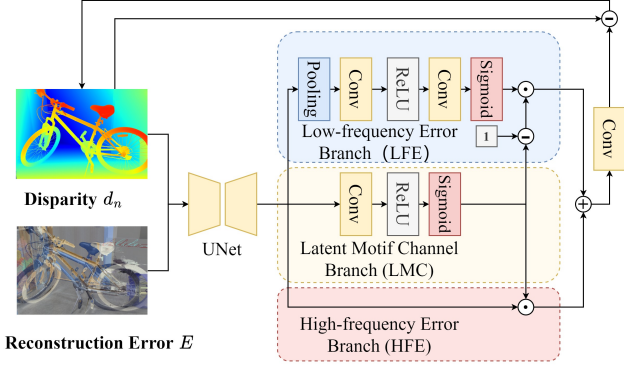 Pooling
Conv
ReLU
Conv
Sigmoid
Low-frequency Error
Branch（LFE）
1
Conv
Disparity d_n
UNet
Conv
ReLU
Sigmoid
Latent Motif Channel
Branch (LMC)
High-frequency Error
Branch (HFE)
Reconstruction Error E